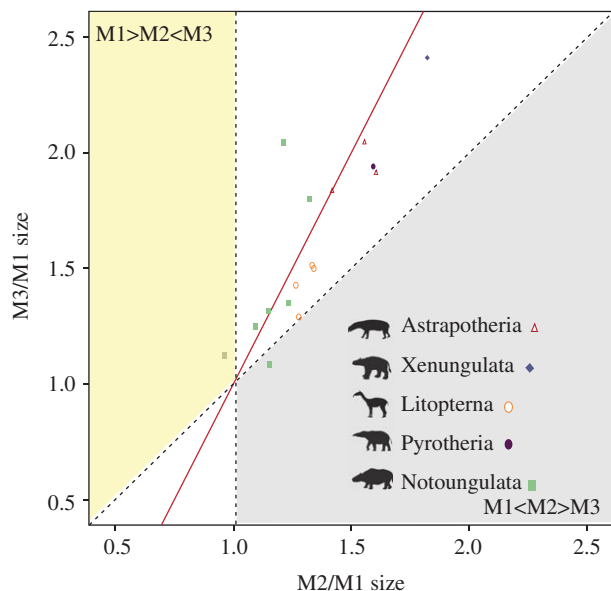 M1>M2<M3
2.5
2.0
1.5
1.0
0.5
M3/M1 size
Astrapotheria
Xenungulata
Litopterna
Pyrotheria
Notoungulata
M1<M2>M3
0.5
1.0
1.5
2.0
2.5
M2/M1 size